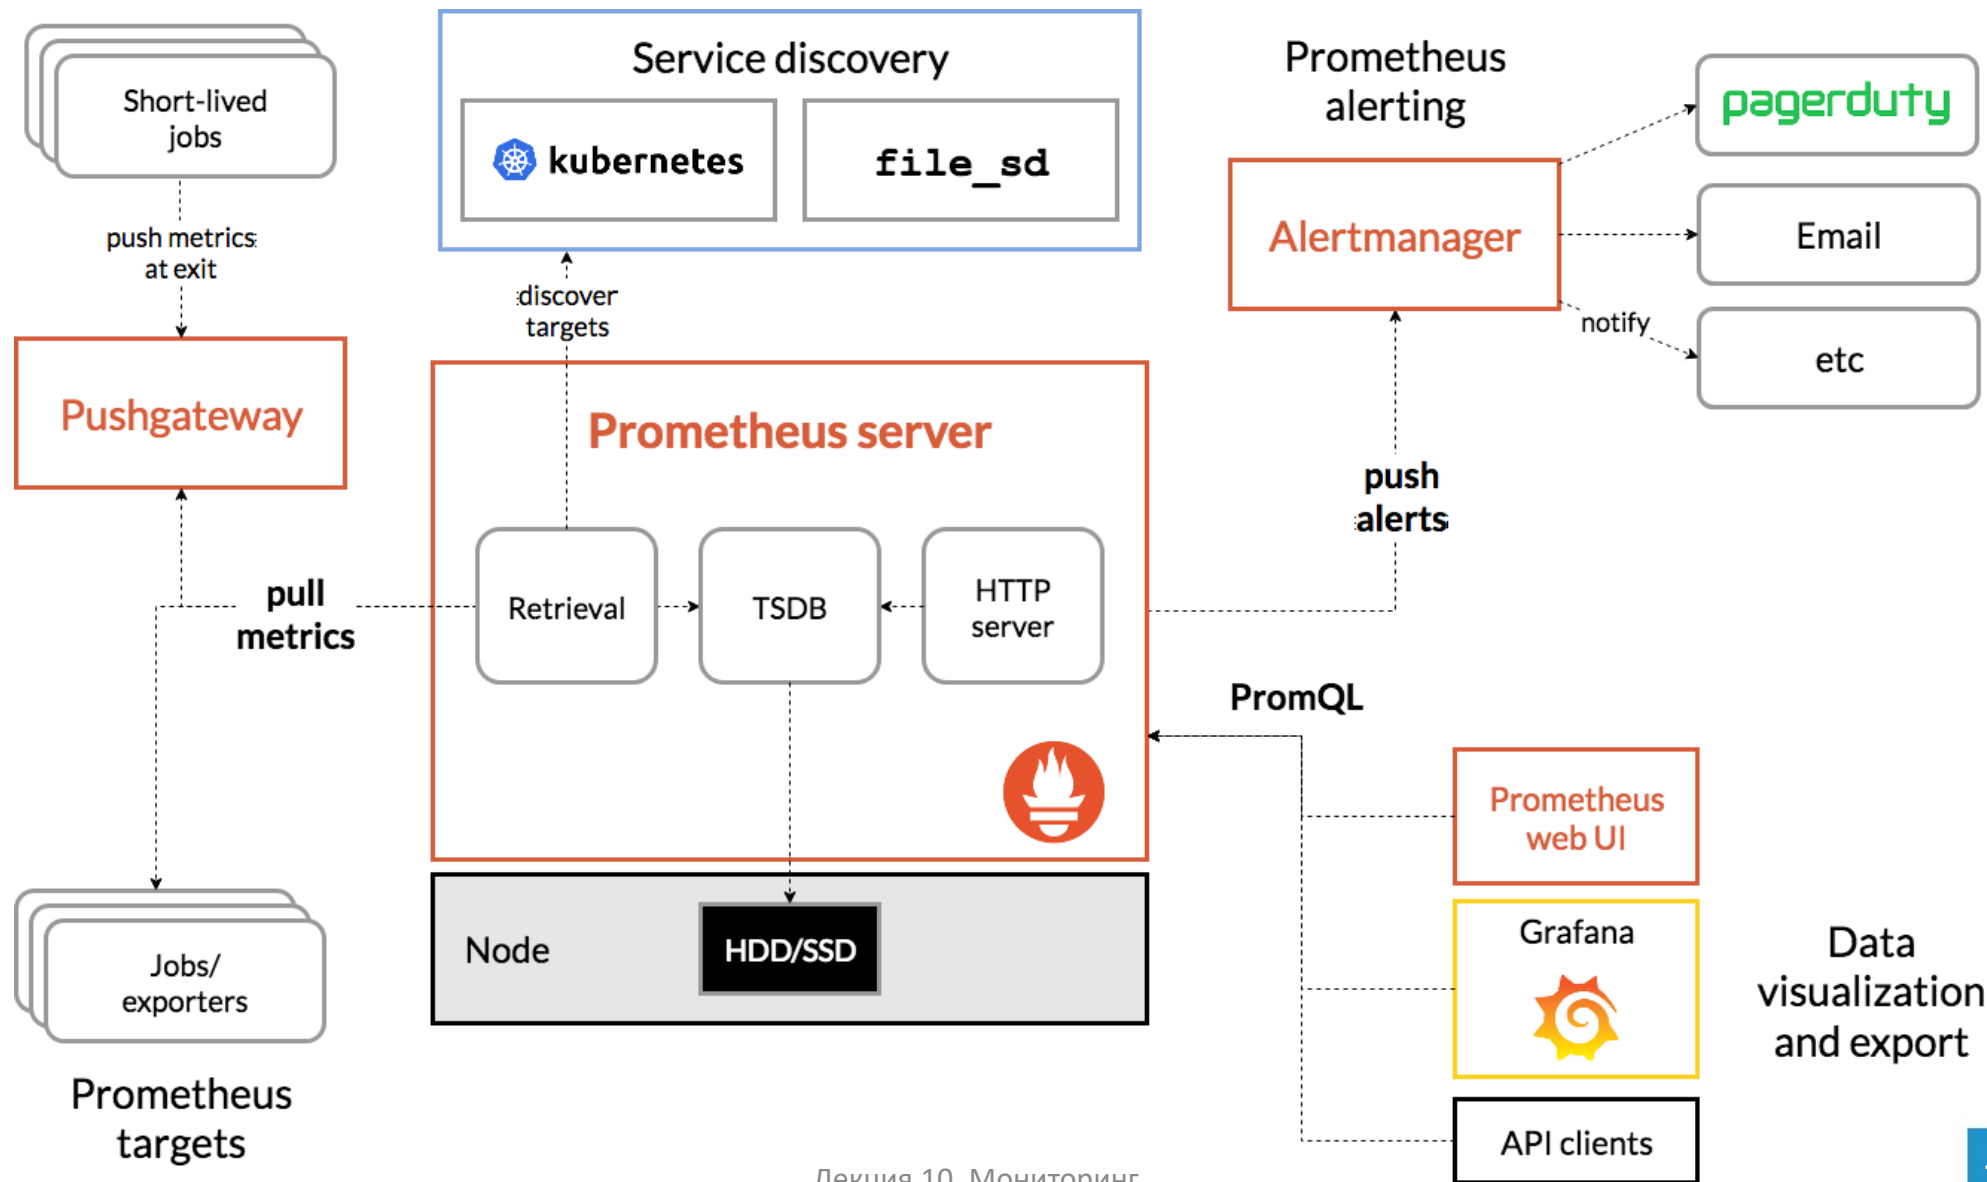 Short-lived
jobs
push metrics
at exit
Pushgateway
Service discovery
kubernetes
file_sd
discover
targets
Prometheus
alerting
Alertmanager
pagerduty
Email
notify
etc
Prometheus server
push
alerts
pull
metrics
Retrieval
TSDB
HTTP
server
PromQL
Node
HDD/SSD
Jobs/
exporters
Prometheus
targets
Prometheus
web UI
Grafana
API clients
Data
visualization
and export
Лекция 10. Мониторинг